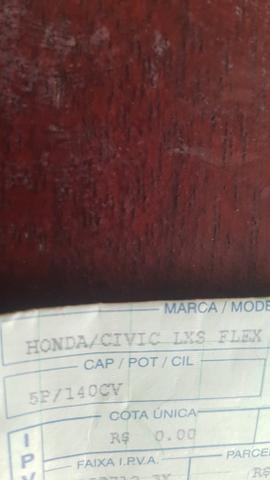 MARCA / MODE
HONDA/CIVIC LXS FLEX
CAP / POT / CIL
5P/140CV
COTA ÚNICA
R$ 0.00
I
P
FAIXA I.P.V.A.
PARCE
R$